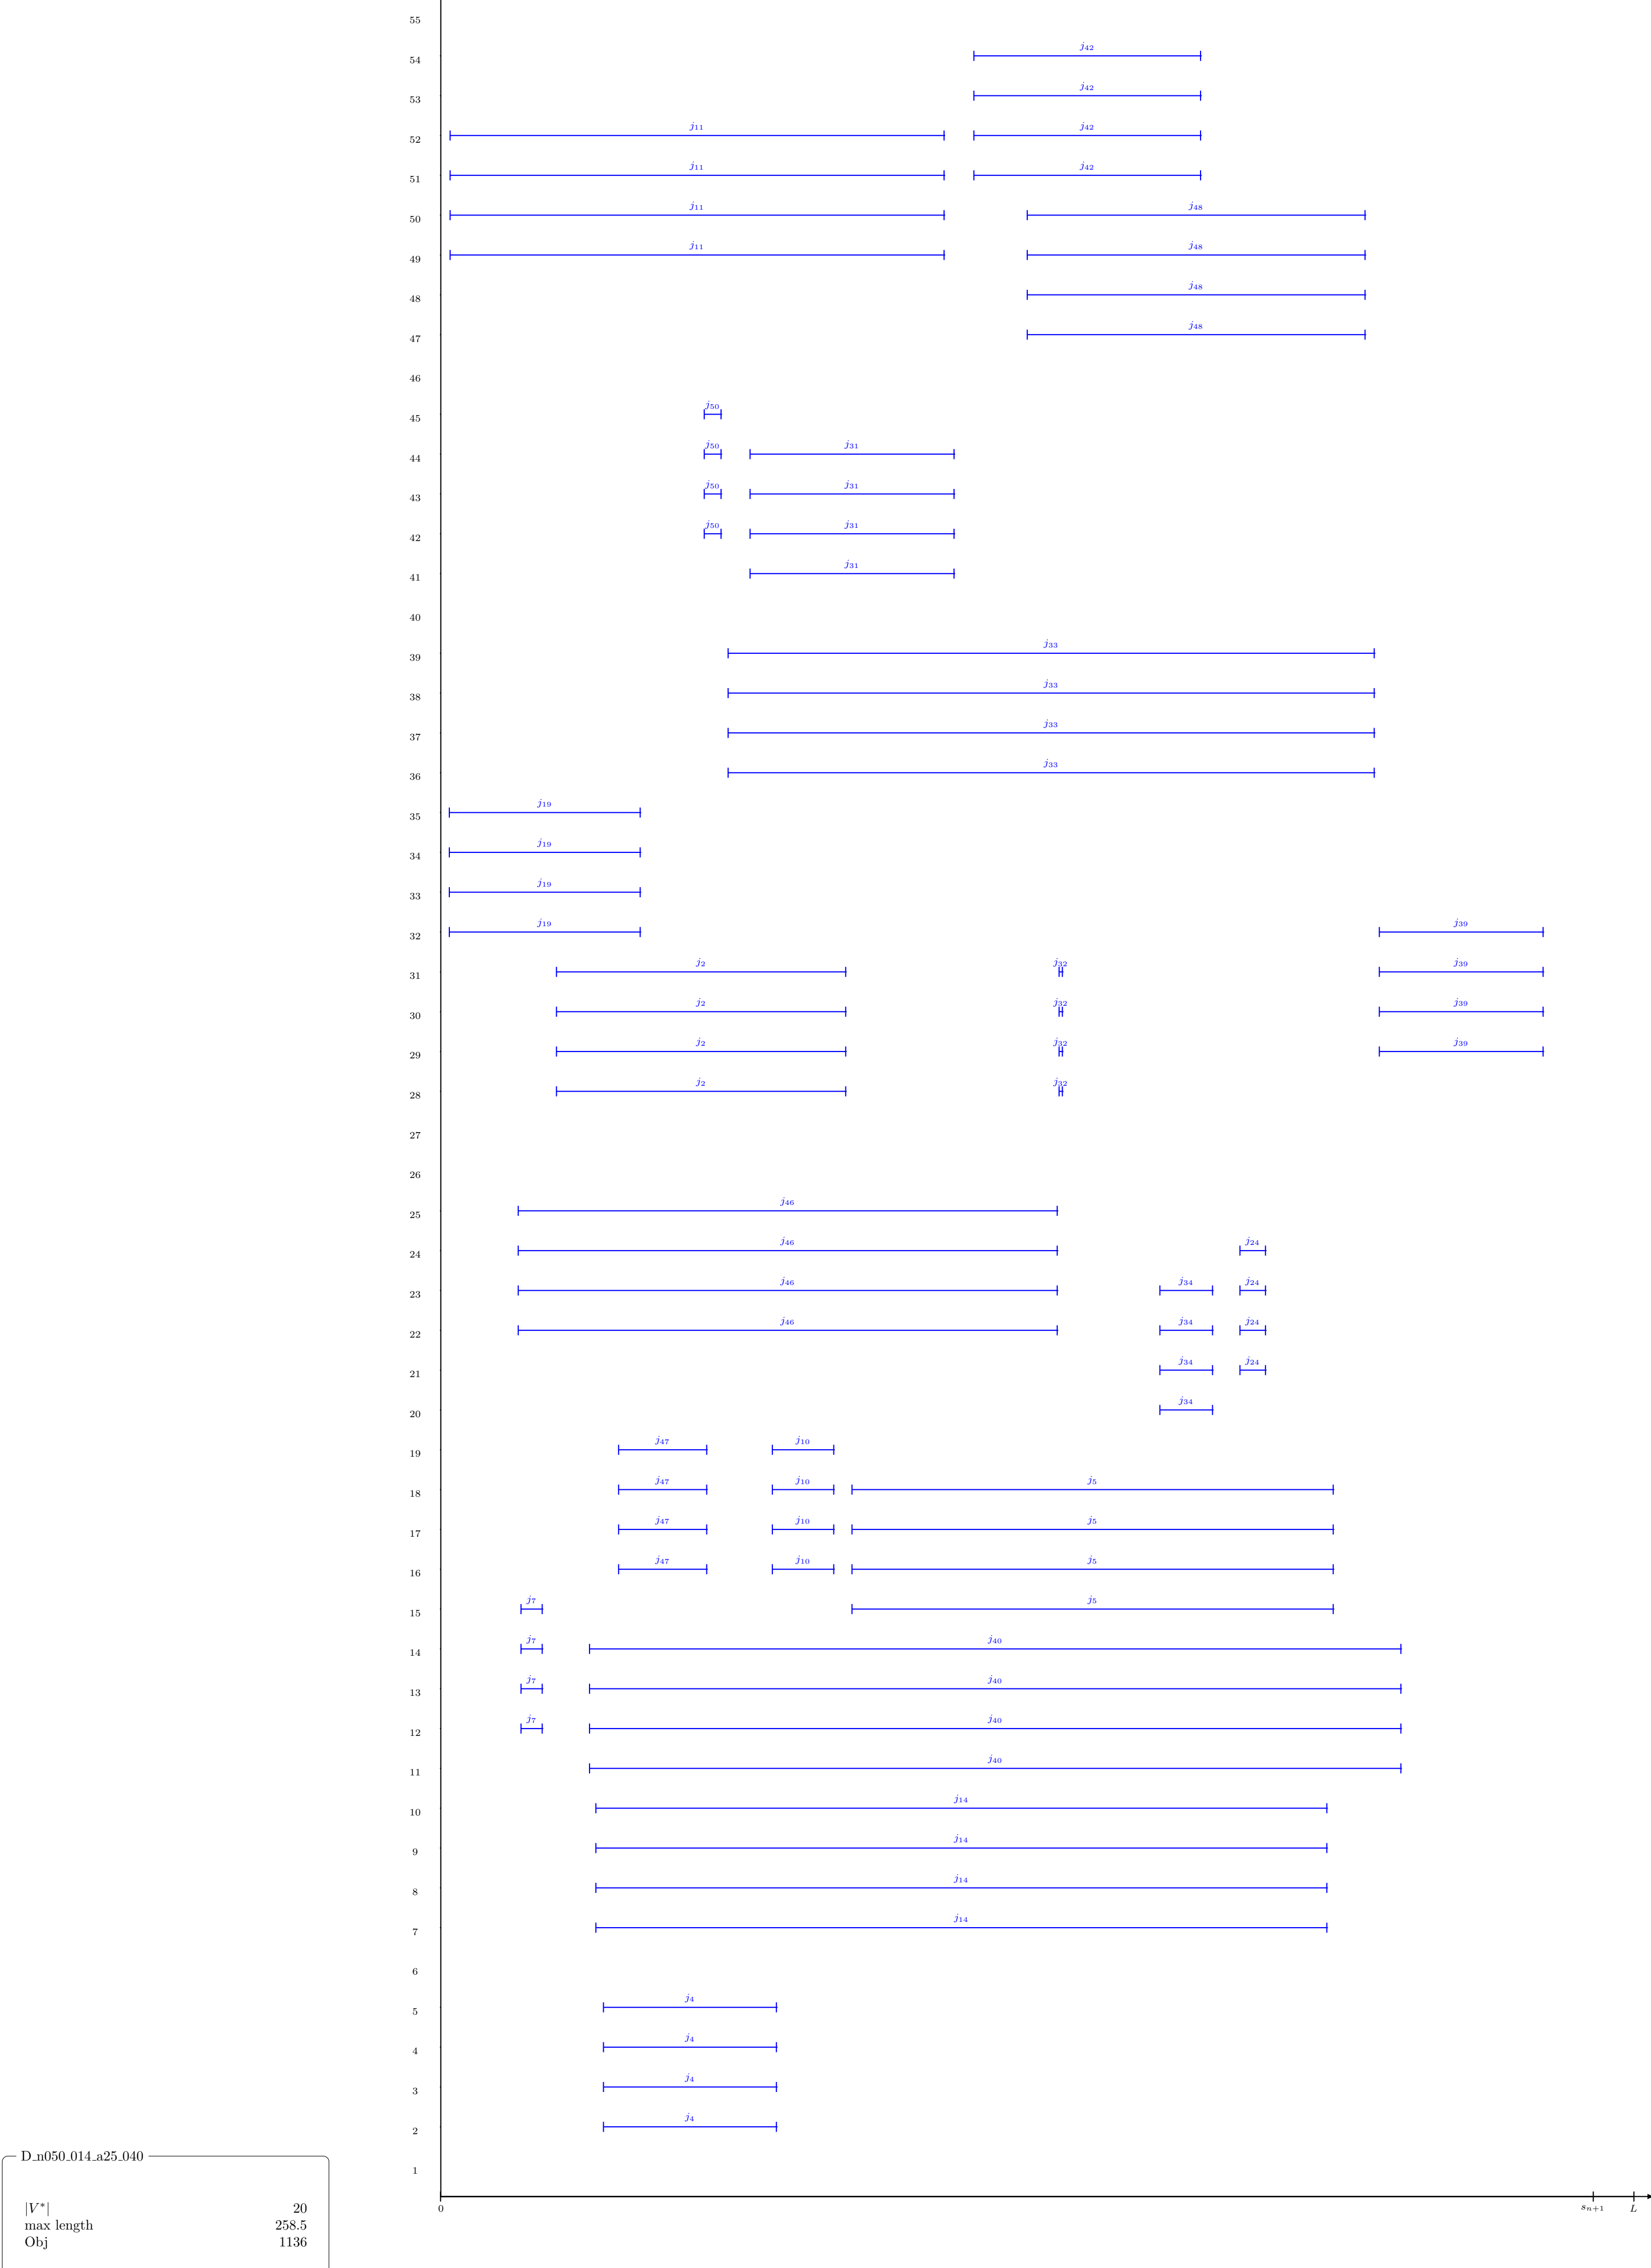 55
54 j42
53 j42
52 j11 j42
51 j11 j42
50 j11 j48
49 j11 j48
48 j48
47 j48
46
45 j50
44 j50 j31
43 j50 j31
42 j50 j31
41 j31
40
39 j33
38 j33
37 j33
36 j33
35 j19
34 j19
33 j19
32 j19 j39
31 j2 j32 j39
30 j2 j32 j39
29 j2 j32 j39
28 j2 j32
27
26
25 j46
24 j46 j24
23 j46 j34 j24
22 j46 j34 j24
21 j34 j24
20 j34
19 j47 j10
18 j47 j10 j5
17 j47 j10 j5
16 j47 j10 j5
15 j7 j5
14 j7 j40
13 j7 j40
12 j7 j40
11 j40
10 j14
9 j14
8 j14
7 j14
6
5 j4
4 j4
3 j4
2 j4
1
0 sn+1 L
D_n050_014_a25_040
|V*| 20
max length 258.5
Obj 1136